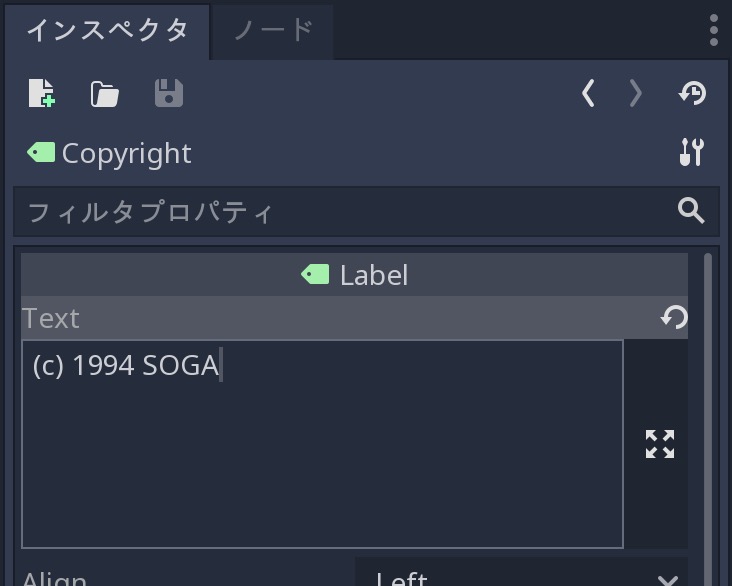 インスペクタ ノード
Copyright
フィルタプロパティ
Label
Text
(c) 1994 SOGA
Align Left